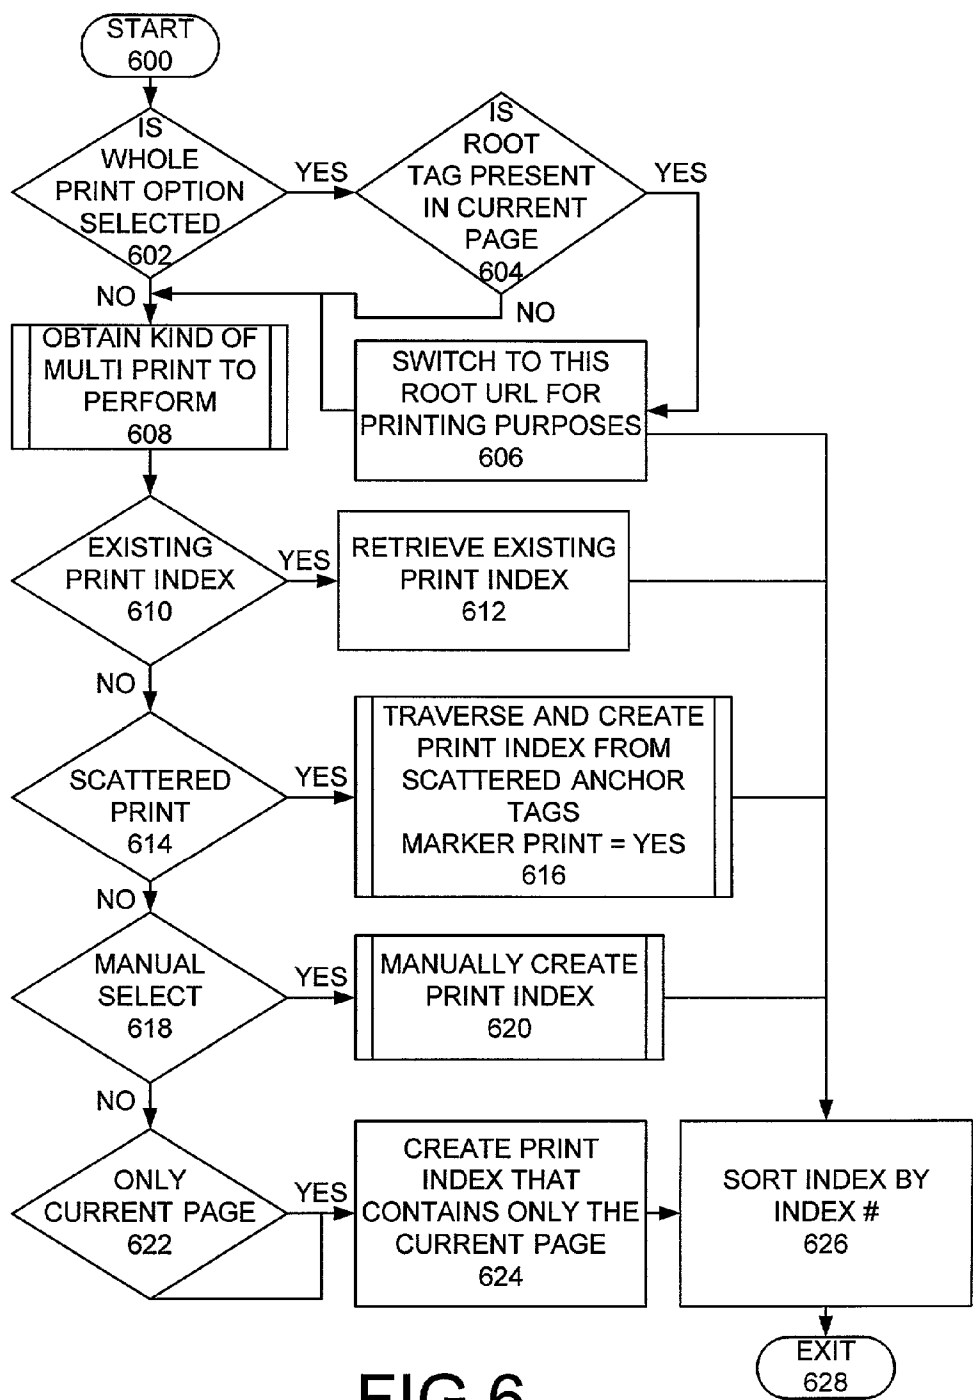 START
600
IS
WHOLE
PRINT OPTION
SELECTED
602
YES
IS
ROOT
TAG PRESENT
IN CURRENT
PAGE
604
YES
NO
NO
OBTAIN KIND OF
MULTI PRINT TO
PERFORM
608
SWITCH TO THIS
ROOT URL FOR
PRINTING PURPOSES
606
EXISTING
PRINT INDEX
610
YES
RETRIEVE EXISTING
PRINT INDEX
612
NO
SCATTERED
PRINT
614
YES
TRAVERSE AND CREATE
PRINT INDEX FROM
SCATTERED ANCHOR
TAGS
MARKER PRINT = YES
616
NO
MANUAL
SELECT
618
YES
MANUALLY CREATE
PRINT INDEX
620
NO
ONLY
CURRENT PAGE
622
YES
CREATE PRINT
INDEX THAT
CONTAINS ONLY THE
CURRENT PAGE
624
SORT INDEX BY
INDEX #
626
EXIT
628
FIG 6